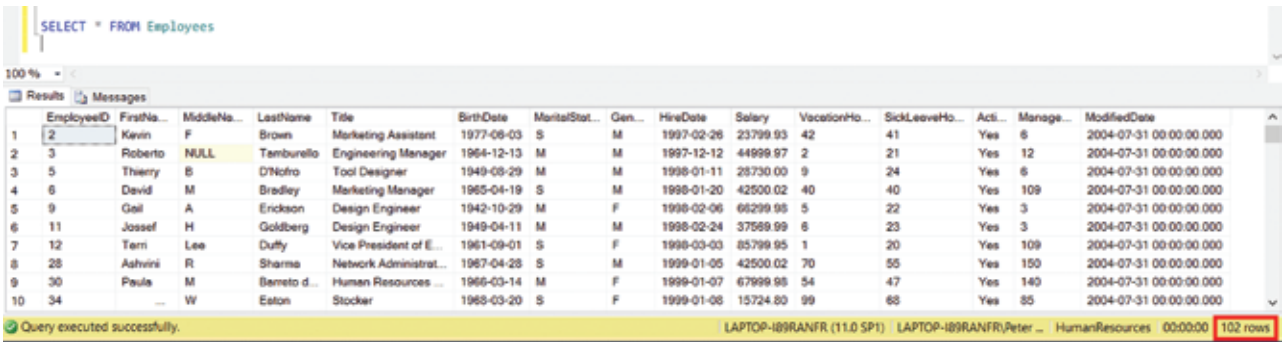 SELECT * FROM Employees
100 %
Results Messages
EmployeeID FirstNa... MiddleNa... LastName Title BirthDate MaritalStat... Gen... HireDate Salary VacationHo... SickLeaveHo... Acti... Manage... ModifiedDate
1 2 Kevin F Brown Marketing Assistant 1977-06-03 S M 1997-02-26 23799.93 42 41 Yes 6 2004-07-31 00:00:00.000
2 3 Roberto NULL Tamburello Engineering Manager 1964-12-13 M M 1997-12-12 44999.97 2 21 Yes 12 2004-07-31 00:00:00.000
3 5 Thierry B D'Nofro Tool Designer 1949-08-29 M M 1998-01-11 28730.00 9 24 Yes 6 2004-07-31 00:00:00.000
4 6 David M Bradley Marketing Manager 1965-04-19 S M 1998-01-20 42500.02 40 40 Yes 109 2004-07-31 00:00:00.000
5 9 Gail A Erickson Design Engineer 1942-10-29 M F 1998-02-06 66299.98 5 22 Yes 3 2004-07-31 00:00:00.000
6 11 Jossef H Goldberg Design Engineer 1949-04-11 M M 1998-02-24 37569.99 6 23 Yes 3 2004-07-31 00:00:00.000
7 12 Terri Lee Duffy Vice President of E... 1961-09-01 S F 1998-03-03 85799.95 1 20 Yes 109 2004-07-31 00:00:00.000
8 28 Ashvini R Sharma Network Administrat... 1967-04-28 S M 1999-01-05 42500.02 70 55 Yes 150 2004-07-31 00:00:00.000
9 30 Paula M Barreto d... Human Resources ... 1966-03-14 M F 1999-01-07 67999.98 54 47 Yes 140 2004-07-31 00:00:00.000
10 34 ... W Eaton Stocker 1968-03-20 S F 1999-01-08 15724.80 99 68 Yes 85 2004-07-31 00:00:00.000
Query executed successfully. LAPTOP-I89RANFR (11.0 SP1) LAPTOP-I89RANFR\Peter ... HumanResources 00:00:00 102 rows